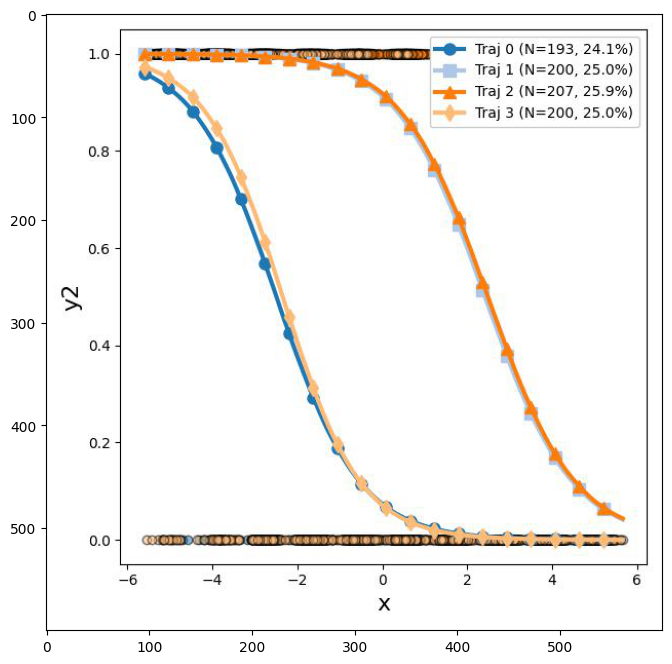 0
100
200
300
400
500
1.0
0.8
0.6
0.4
0.2
0.0
y2
Traj 0 (N=193, 24.1%)
Traj 1 (N=200, 25.0%)
Traj 2 (N=207, 25.9%)
Traj 3 (N=200, 25.0%)
−6 −4 −2 0 2 4 6
x
0 100 200 300 400 500